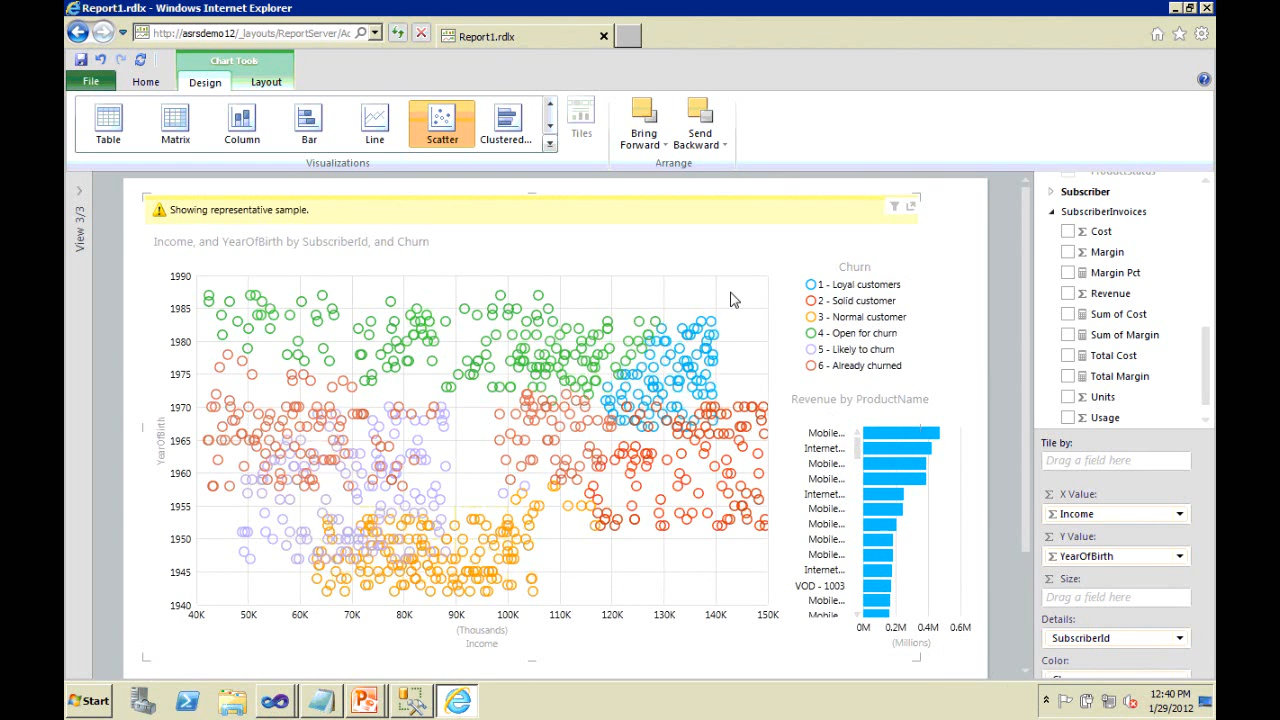 Report1.rdlx - Windows Internet Explorer
http://asrsdemo12/_layouts/ReportServer/Ac
Report1.rdlx
Chart Tools
File Home Design Layout
Table Matrix Column Bar Line Scatter Clustered... Tiles Bring Forward Send Backward
Visualizations Arrange
View 3/3
Showing representative sample.
Income, and YearOfBirth by SubscriberId, and Churn
YearOfBirth
1990
1985
1980
1975
1970
1965
1960
1955
1950
1945
1940
40K 50K 60K 70K 80K 90K 100K 110K 120K 130K 140K 150K
(Thousands)
Income
Churn
1 - Loyal customers
2 - Solid customer
3 - Normal customer
4 - Open for churn
5 - Likely to churn
6 - Already churned
Revenue by ProductName
Mobile...
Internet...
Mobile...
Mobile...
Internet...
Mobile...
Mobile...
Mobile...
Mobile...
Internet...
VOD - 1003
Mobile...
Mobile...
0M 0.2M 0.4M 0.6M
(Millions)
ProductStatus
Subscriber
SubscriberInvoices
Σ Cost
Σ Margin
Margin Pct
Σ Revenue
Sum of Cost
Sum of Margin
Total Cost
Total Margin
Σ Units
Σ Usage
Tile by:
Drag a field here
Σ X Value:
Σ Income
Σ Y Value:
Σ YearOfBirth
Σ Size:
Drag a field here
Details:
SubscriberId
Color:
Start
12:40 PM
1/29/2012